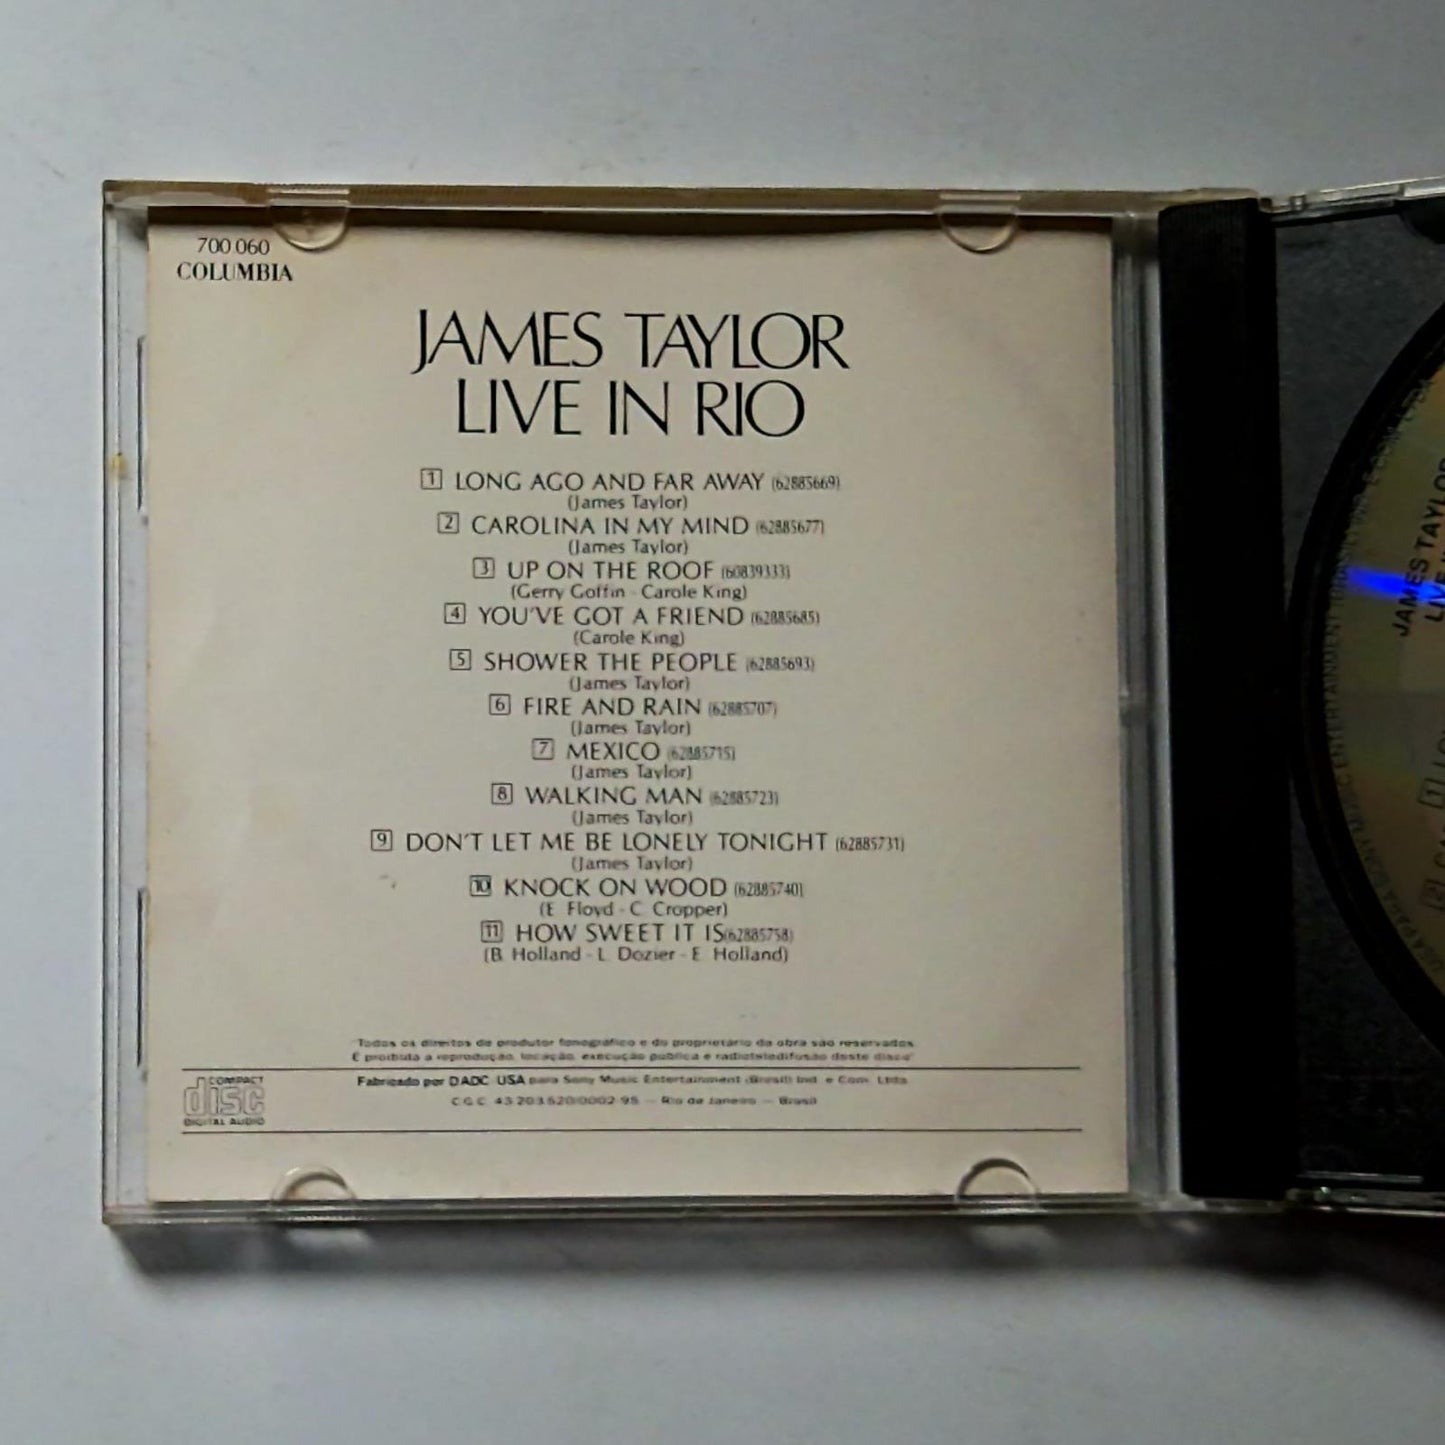 700 060
COLUMBIA
JAMES TAYLOR
LIVE IN RIO
1 LONG AGO AND FAR AWAY (62885669)
(James Taylor)
2 CAROLINA IN MY MIND (62885677)
(James Taylor)
3 UP ON THE ROOF (60839333)
(Gerry Goffin - Carole King)
4 YOU'VE GOT A FRIEND (62885685)
(Carole King)
5 SHOWER THE PEOPLE (62885693)
(James Taylor)
6 FIRE AND RAIN (62885707)
(James Taylor)
7 MEXICO (62885715)
(James Taylor)
8 WALKING MAN (62885723)
(James Taylor)
9 DON'T LET ME BE LONELY TONIGHT (62885731)
(James Taylor)
10 KNOCK ON WOOD (62885740)
(E. Floyd - C. Cropper)
11 HOW SWEET IT IS (62885758)
(B. Holland - L. Dozier - E. Holland)
"Todos os direitos de produtor fonográfico e do proprietário da obra são reservados
É proibida a reprodução, locação, execução pública e radioteledifusão deste disco"
COMPACT
disc
DIGITAL AUDIO
Fabricado por DADC - USA para Sony Music Entertainment (Brasil) Ind. e Com. Ltda.
C.G.C. 43.203.520/0002-95 — Rio de Janeiro — Brasil
JAMES TAYLOR